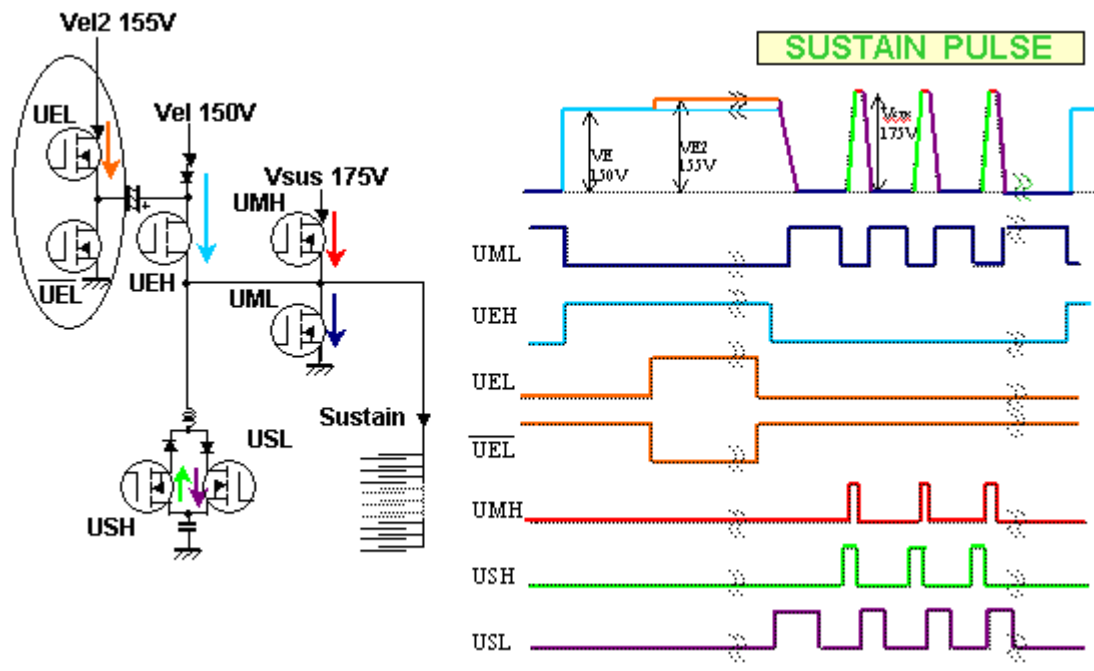 Vel2 155V
UEL
Vel 150V
Vsus 175V
UMH
UEL
UEH
UML
+
Sustain
USL
USH
SUSTAIN PULSE
VE
150V
VE2
155V
Vsus
175V
UML
UEH
UEL
UEL
UMH
USH
USL